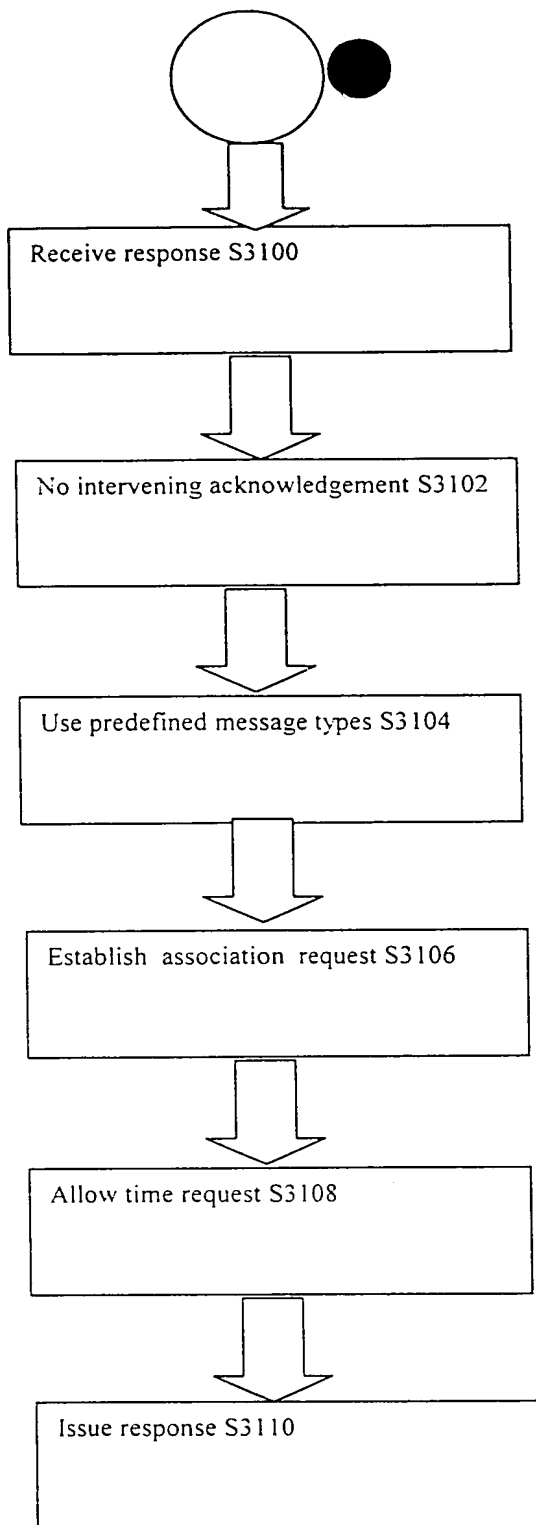 Receive response S3100
No intervening acknowledgement S3102
Use predefined message types S3104
Establish association request S3106
Allow time request S3108
Issue response S3110